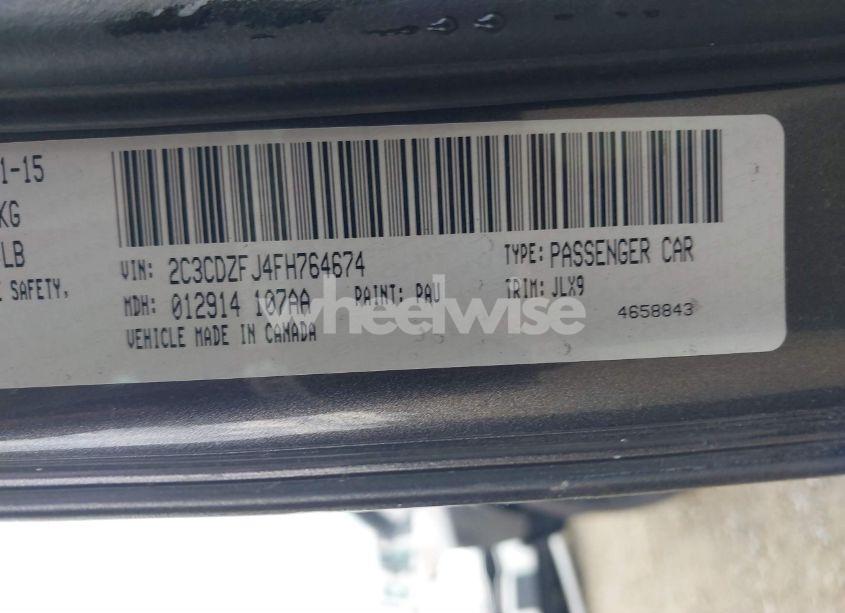 1-15
KG
LB
E SAFETY,
VIN: 2C3CDZFJ4FH764674
TYPE: PASSENGER CAR
MDH: 012914 107AA
PAINT: PAU
TRIM: JLX9
VEHICLE MADE IN CANADA
4658843
wheelwise